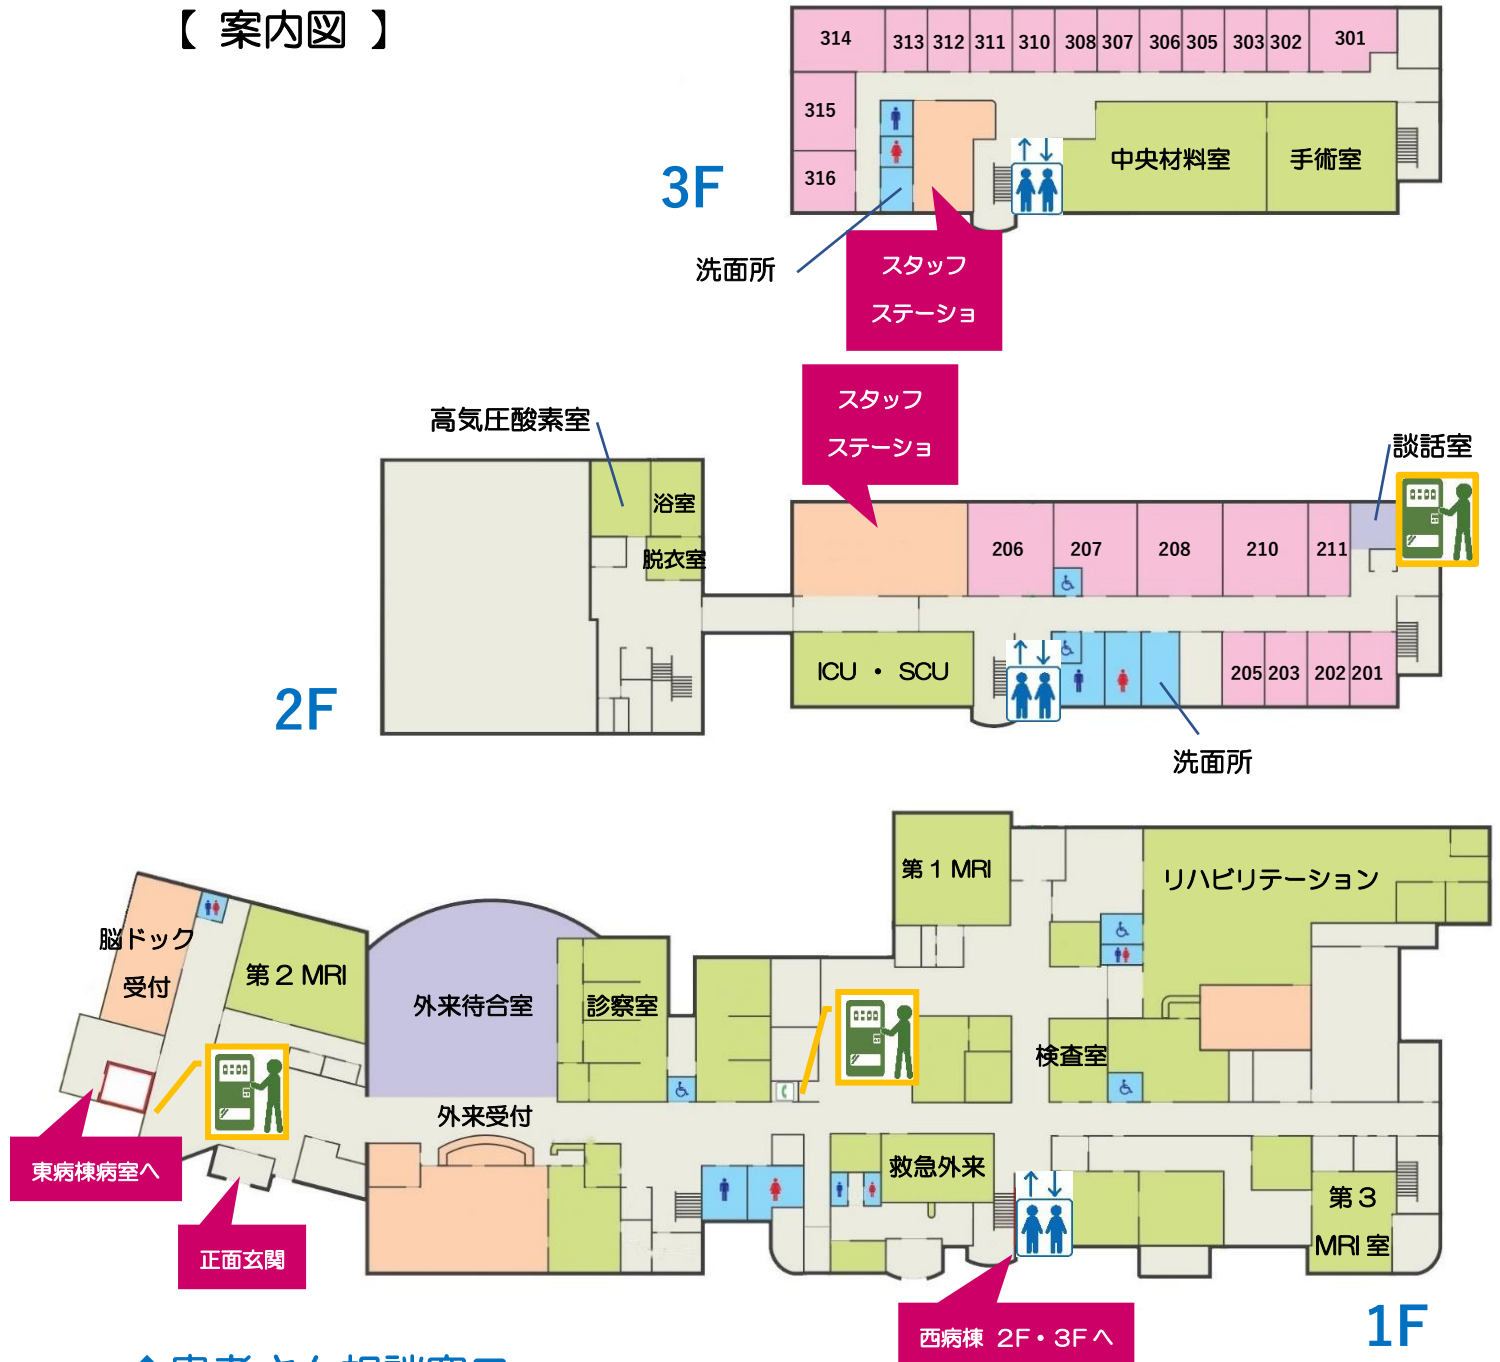 【 案内図 】
314 313 312 311 310 308 307 306 305 303 302 301
315
316
中央材料室 手術室
3F
洗面所
スタッフ
ステーショ
スタッフ
ステーショ
高気圧酸素室
浴室
脱衣室
談話室
206 207 208 210 211
ICU ・ SCU
205 203 202 201
2F
洗面所
第1MRI
リハビリテーション
脳ドック
受付
第2MRI
外来待合室
診察室
検査室
外来受付
救急外来
東病棟病室へ
正面玄関
第3
MRI室
西病棟 2F・3Fへ
1F